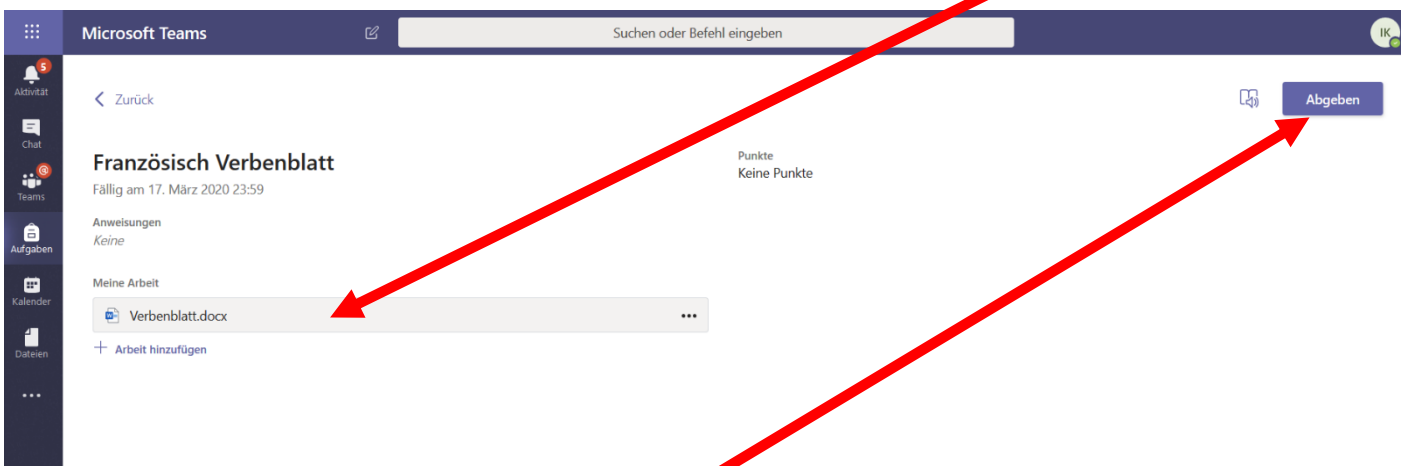 Microsoft Teams
Suchen oder Befehl eingeben
IK
5
Aktivität
Zurück
Abgeben
Chat
Französisch Verbenblatt
Punkte
Keine Punkte
@
Teams
Fällig am 17. März 2020 23:59
Anweisungen
Keine
Aufgaben
Meine Arbeit
Kalender
Verbenblatt.docx
Dateien
+ Arbeit hinzufügen